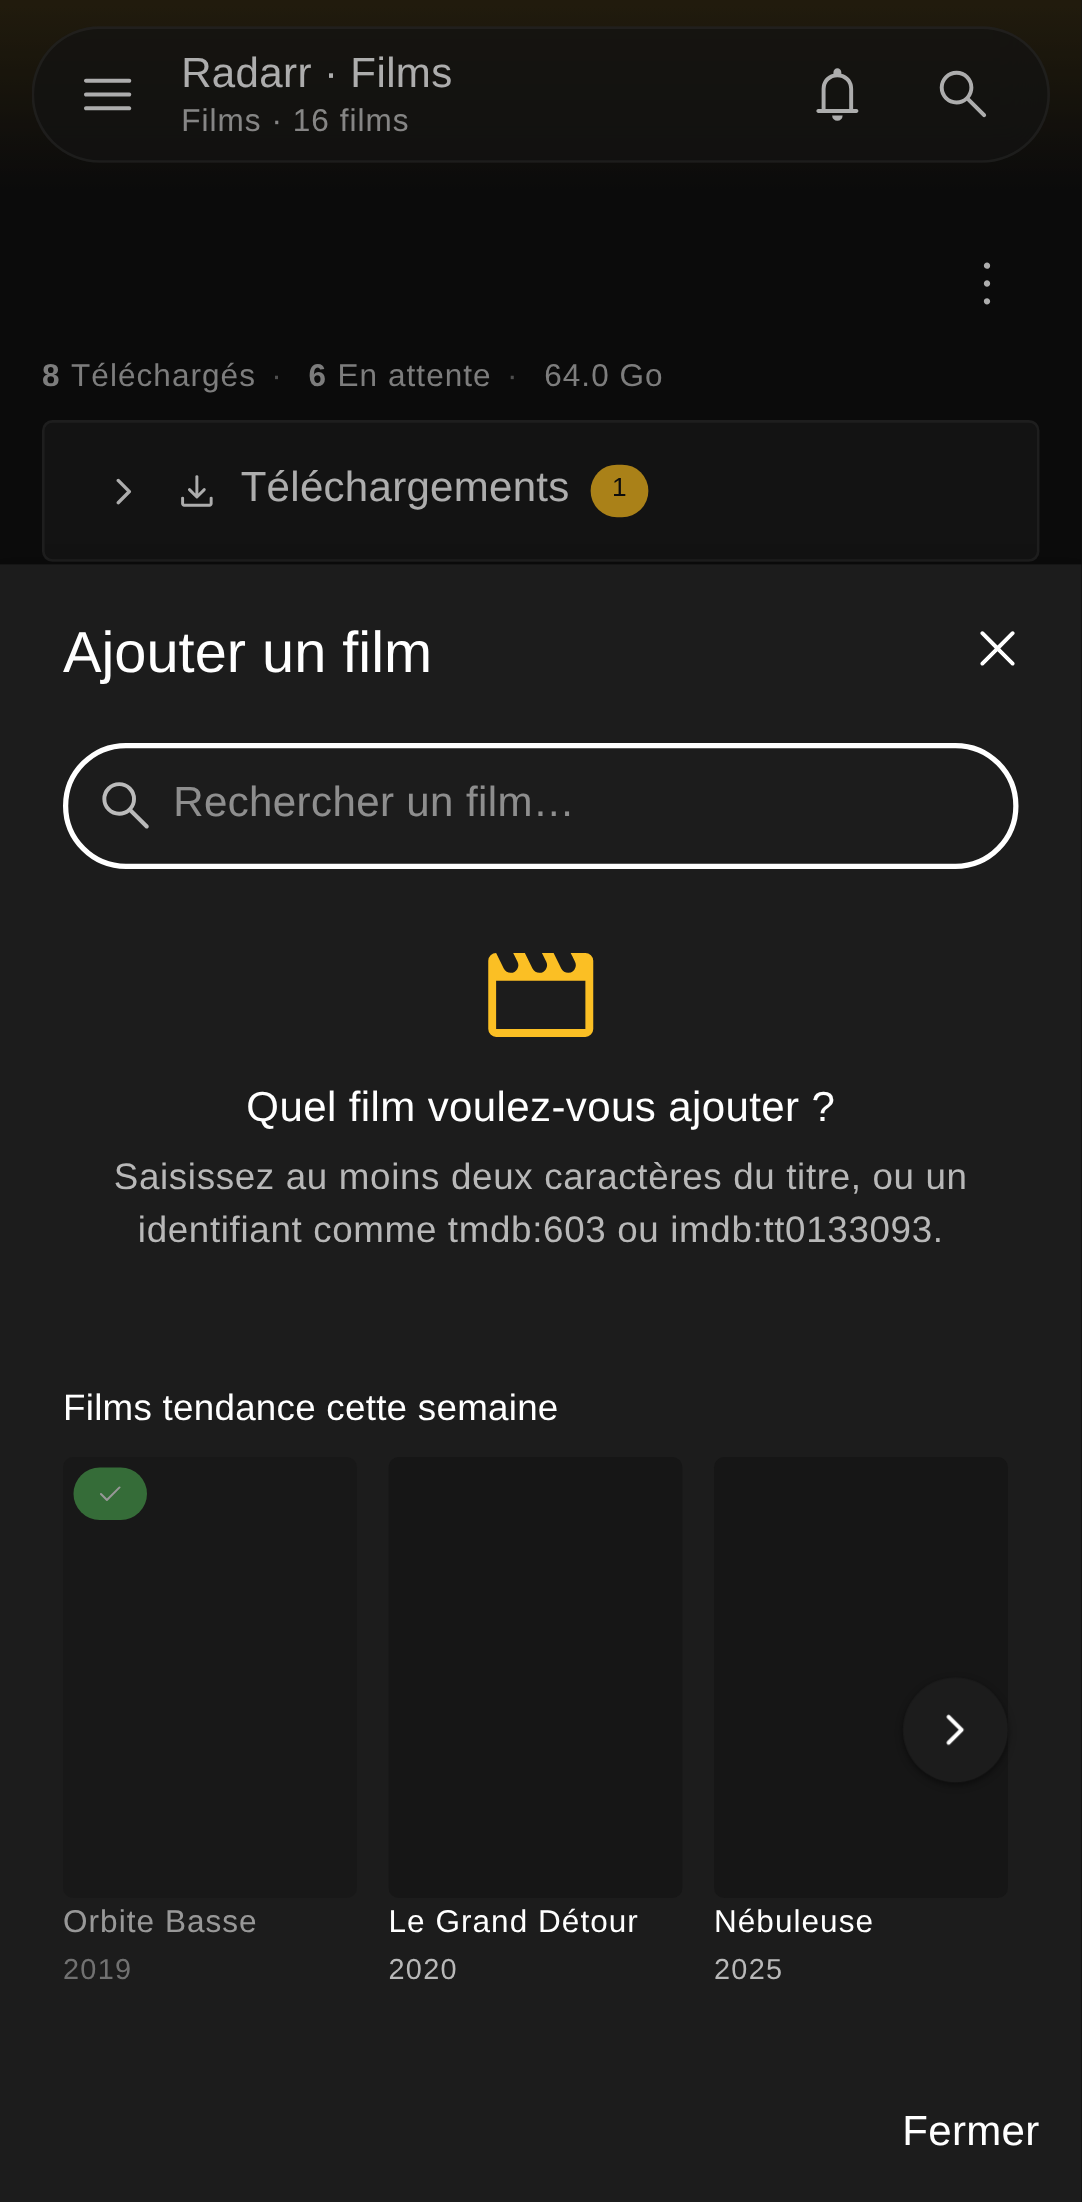 Radarr · Films
Films · 16 films
8 Téléchargés · 6 En attente · 64.0 Go
Téléchargements 1
Ajouter un film
Rechercher un film…
Quel film voulez-vous ajouter ?
Saisissez au moins deux caractères du titre, ou un
identifiant comme tmdb:603 ou imdb:tt0133093.
Films tendance cette semaine
Orbite Basse
2019
Le Grand Détour
2020
Nébuleuse
2025
Fermer